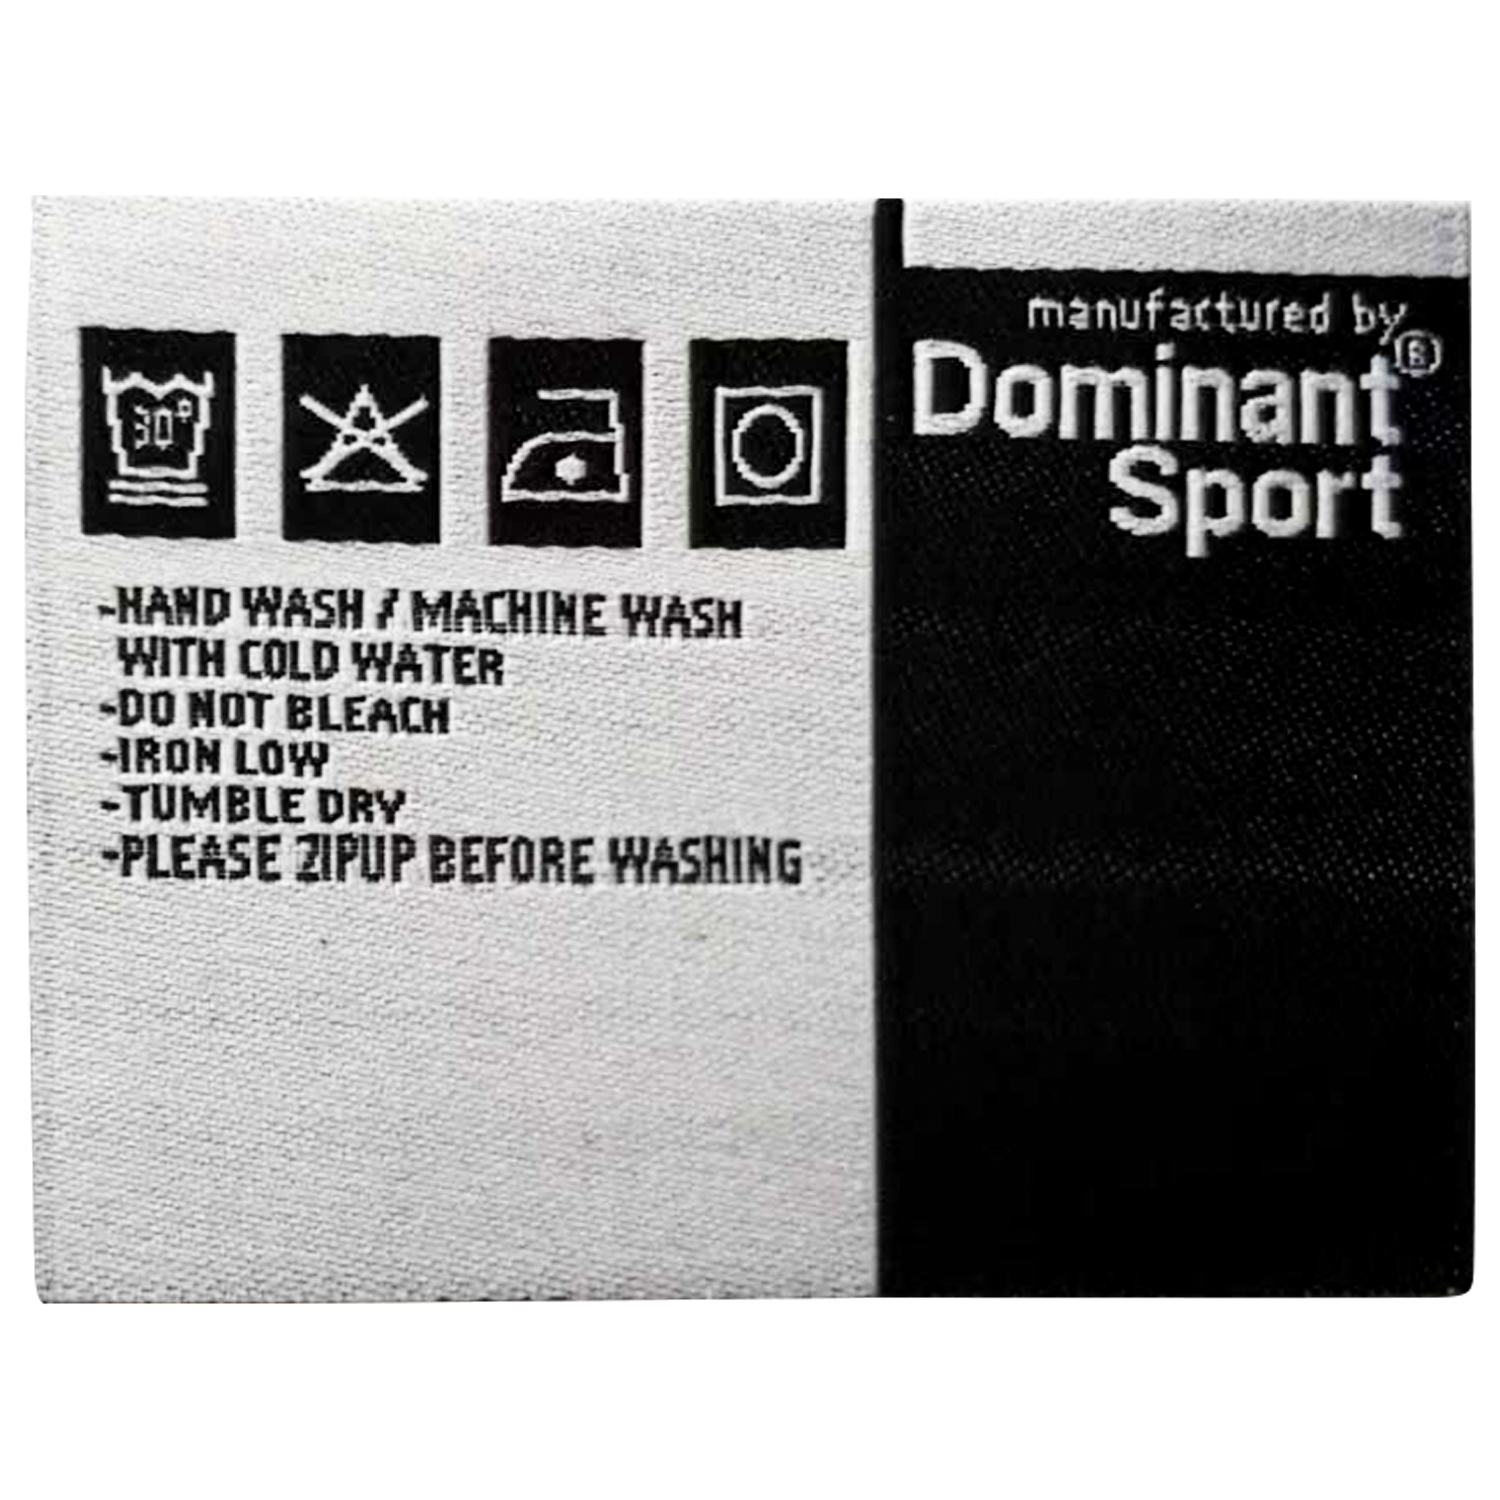 30°
-HAND WASH / MACHINE WASH
WITH COLD WATER
-DO NOT BLEACH
-IRON LOW
-TUMBLE DRY
-PLEASE ZIPUP BEFORE WASHING
manufactured by
Dominant®
Sport